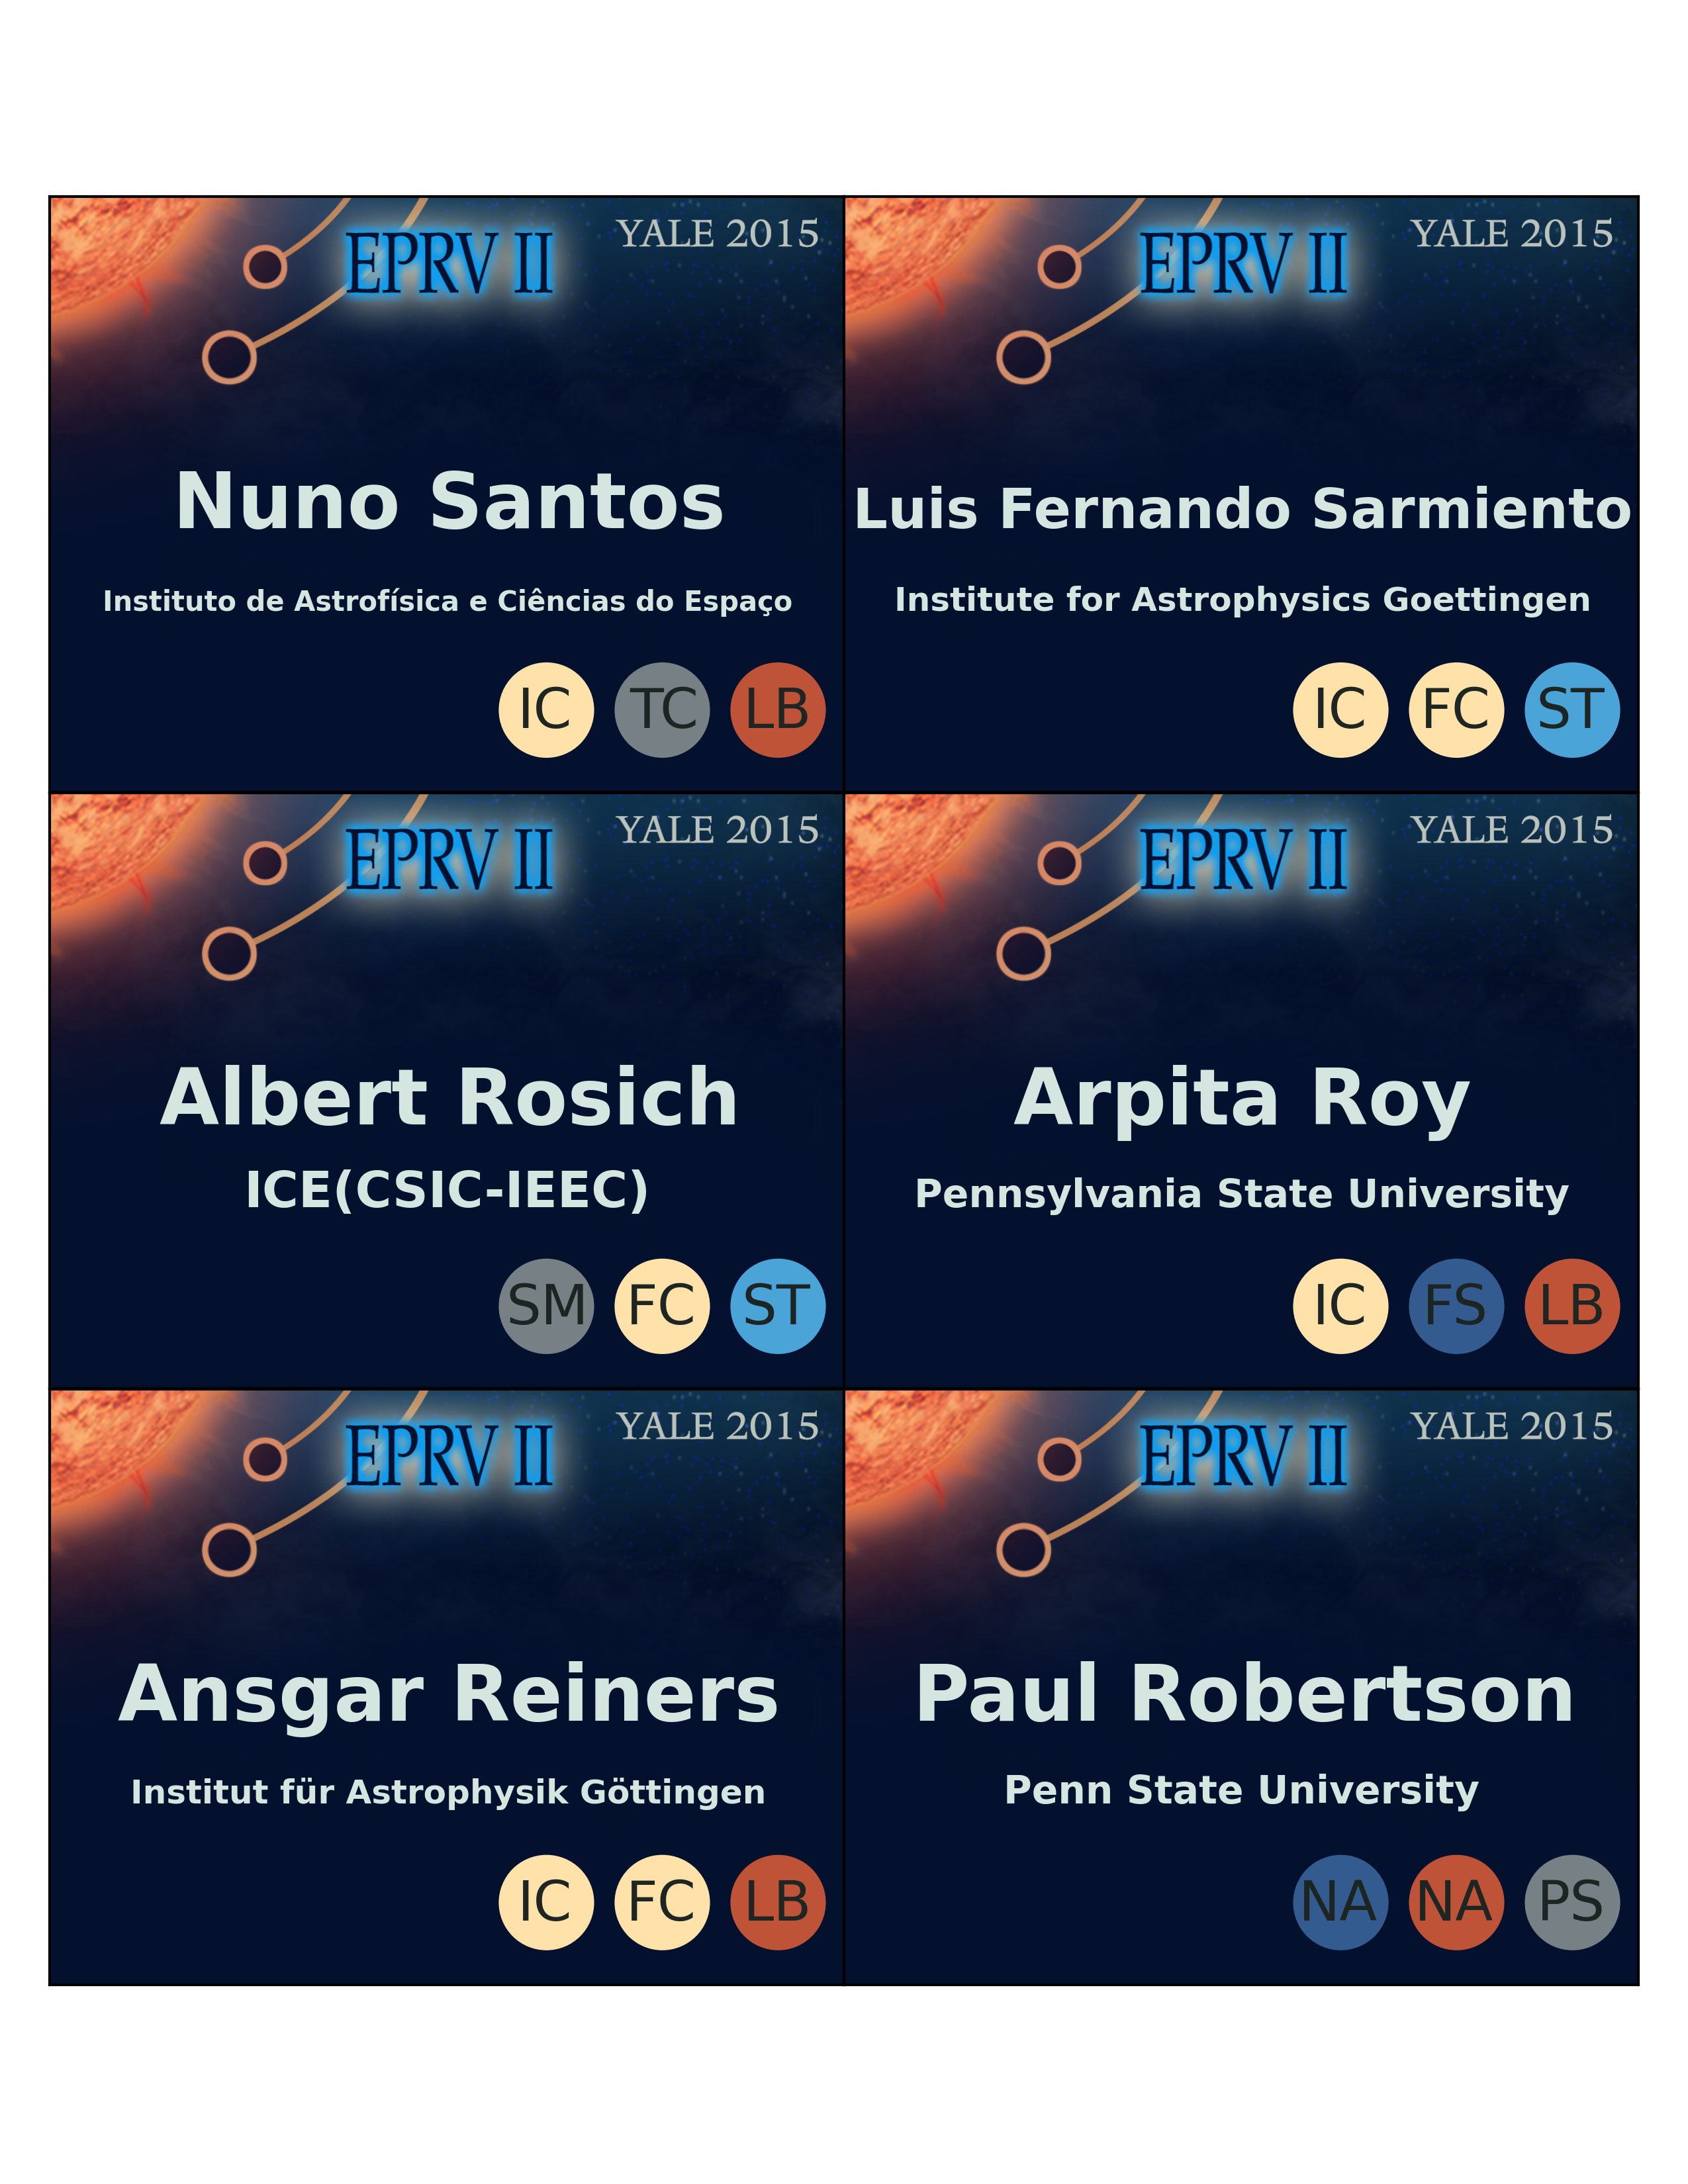 EPRV II YALE 2015
Nuno Santos
Instituto de Astrofísica e Ciências do Espaço
IC TC LB
EPRV II YALE 2015
Luis Fernando Sarmiento
Institute for Astrophysics Goettingen
IC FC ST
EPRV II YALE 2015
Albert Rosich
ICE(CSIC-IEEC)
SM FC ST
EPRV II YALE 2015
Arpita Roy
Pennsylvania State University
IC FS LB
EPRV II YALE 2015
Ansgar Reiners
Institut für Astrophysik Göttingen
IC FC LB
EPRV II YALE 2015
Paul Robertson
Penn State University
NA NA PS